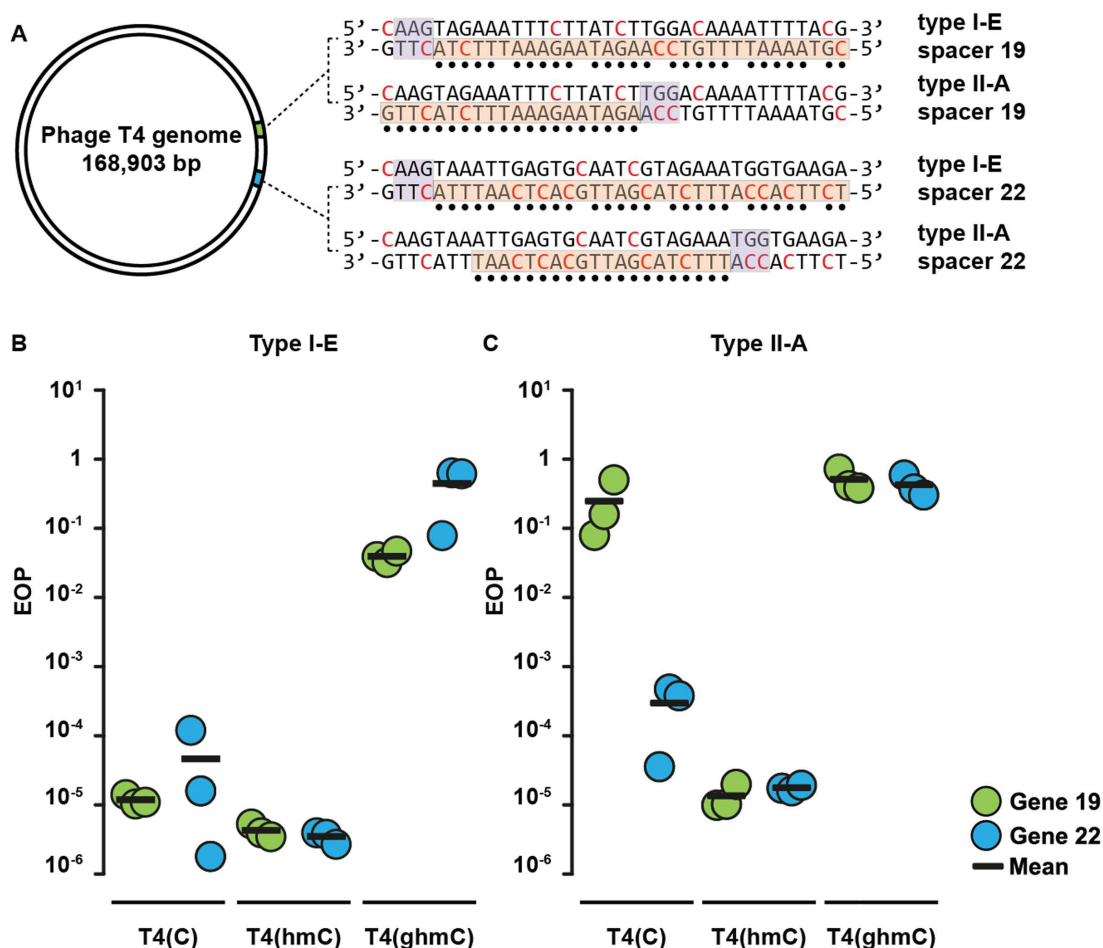 A
Phage T4 genome
168,903 bp
5’-CAAGTAGAAATTTCTTATCTTGGACAAAATTTTACG-3’ type I-E
3’-GTTCATCTTTAAAGAATAGAACCTGTTTTAAAATGC-5’ spacer 19
5’-CAAGTAGAAATTTCTTATCTTGGACAAAATTTTACG-3’ type II-A
3’-GTTCATCTTTAAAGAATAGAACCTGTTTTAAAATGC-5’ spacer 19
5’-CAAGTAAATTGAGTGCAATCGTAGAAATGGTGAAGA-3’ type I-E
3’-GTTCATTTAACTCACGTTAGCATCTTTACCACTTCT-5’ spacer 22
5’-CAAGTAAATTGAGTGCAATCGTAGAAATGGTGAAGA-3’ type II-A
3’-GTTCATTTAACTCACGTTAGCATCTTTACCACTTCT-5’ spacer 22
B Type I-E
EOP
10¹
1
10⁻¹
10⁻²
10⁻³
10⁻⁴
10⁻⁵
10⁻⁶
T4(C) T4(hmC) T4(ghmC)
C Type II-A
EOP
10¹
1
10⁻¹
10⁻²
10⁻³
10⁻⁴
10⁻⁵
10⁻⁶
T4(C) T4(hmC) T4(ghmC)
Gene 19
Gene 22
Mean